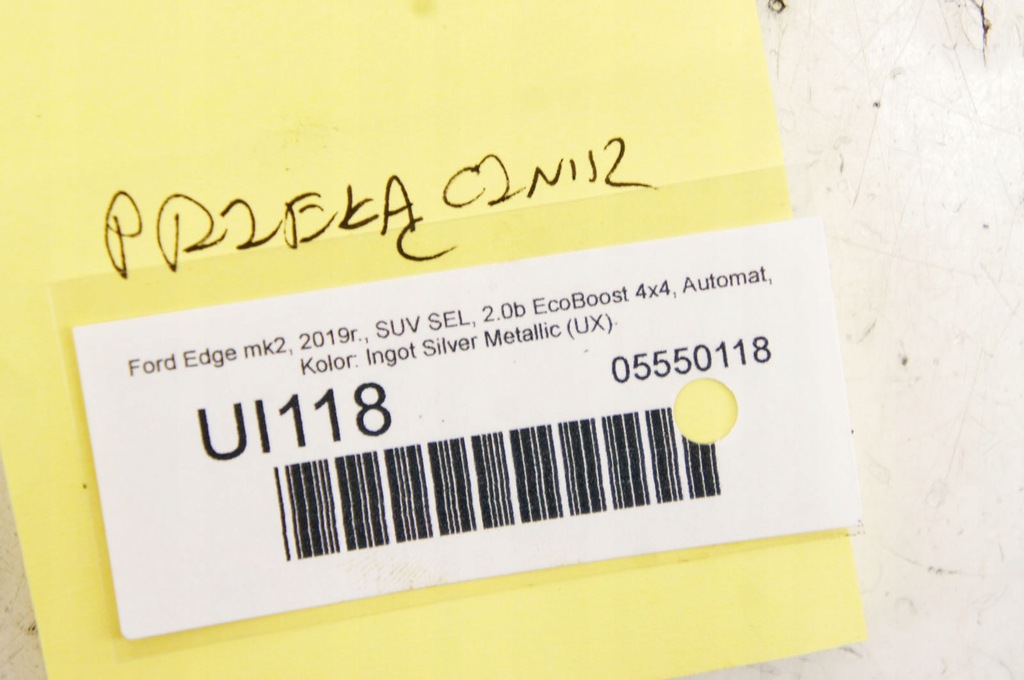 PRZEŁĄCZNIK
Ford Edge mk2, 2019r., SUV SEL, 2.0b EcoBoost 4x4, Automat,
Kolor: Ingot Silver Metallic (UX)
05550118
UI118